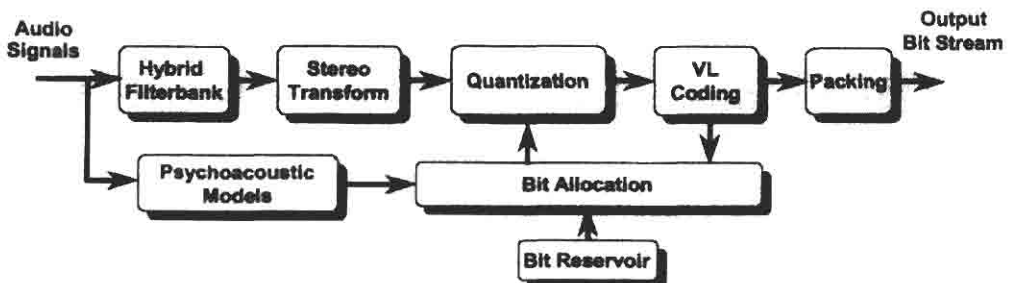 Audio
Signals
Hybrid
Filterbank
Stereo
Transform
Quantization
VL
Coding
Packing
Output
Bit Stream
Psychoacoustic
Models
Bit Allocation
Bit Reservoir